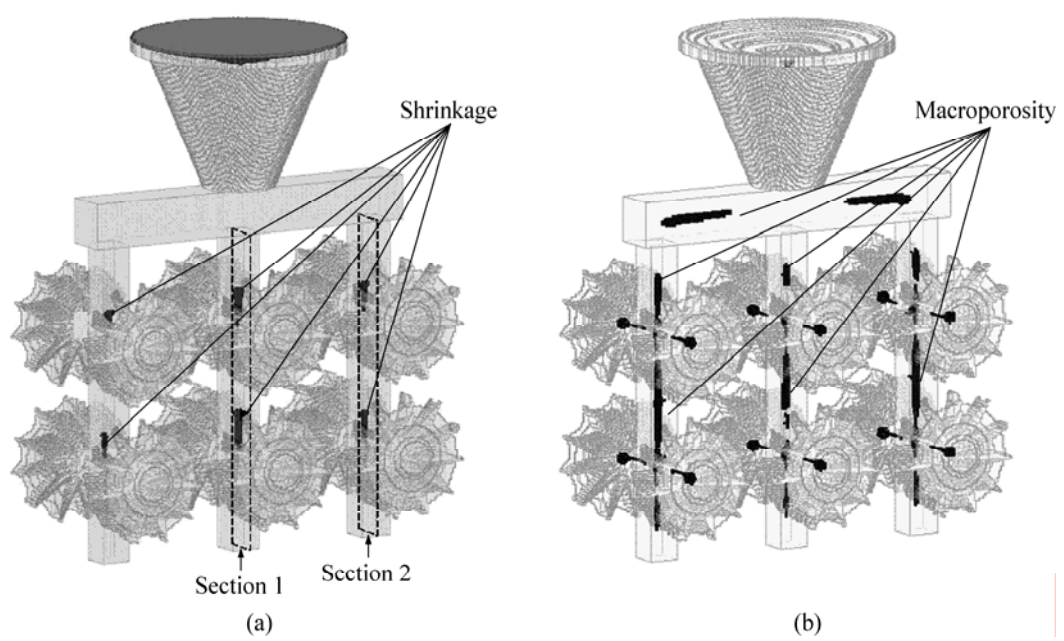 Shrinkage
Macroporosity
Section 1
Section 2
(a)
(b)